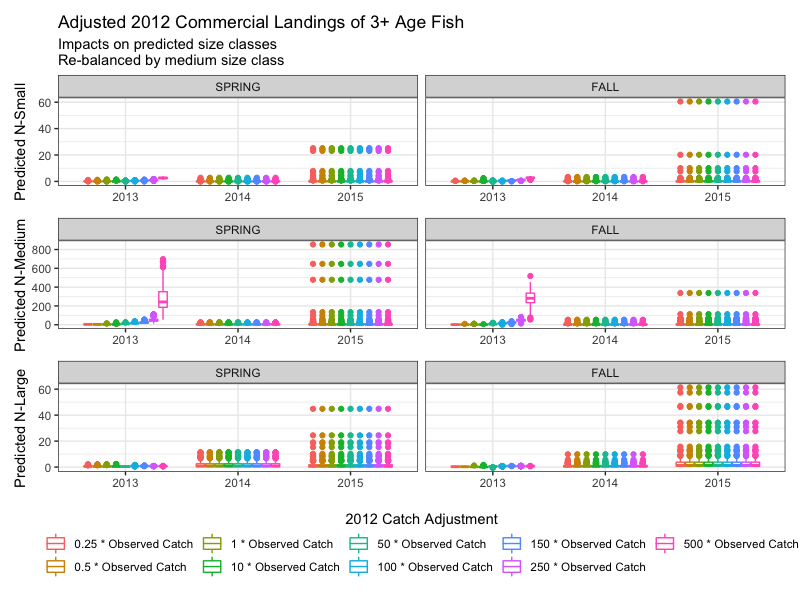 Adjusted 2012 Commercial Landings of 3+ Age Fish
Impacts on predicted size classes
Re-balanced by medium size class
SPRING
FALL
Predicted N-Small
60
40
20
0
2013
2014
2015
2013
2014
2015
SPRING
FALL
Predicted N-Medium
800
600
400
200
0
2013
2014
2015
2013
2014
2015
SPRING
FALL
Predicted N-Large
60
40
20
0
2013
2014
2015
2013
2014
2015
2012 Catch Adjustment
0.25 * Observed Catch
1 * Observed Catch
50 * Observed Catch
150 * Observed Catch
500 * Observed Catch
0.5 * Observed Catch
10 * Observed Catch
100 * Observed Catch
250 * Observed Catch